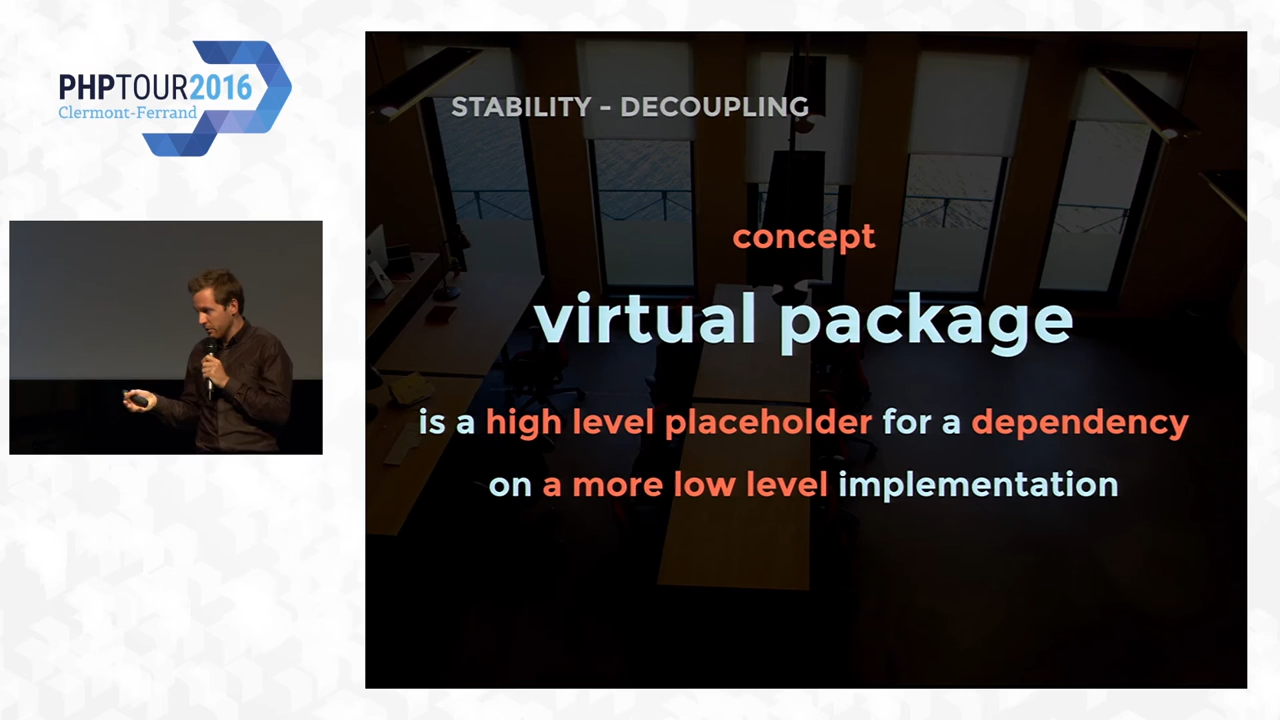 PHPTOUR2016
Clermont-Ferrand
STABILITY - DECOUPLING
concept
virtual package
is a high level placeholder for a dependency
on a more low level implementation